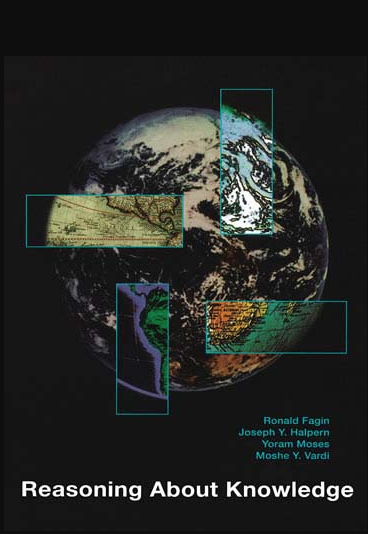 Ronald Fagin
Joseph Y. Halpern
Yoram Moses
Moshe Y. Vardi
Reasoning About Knowledge